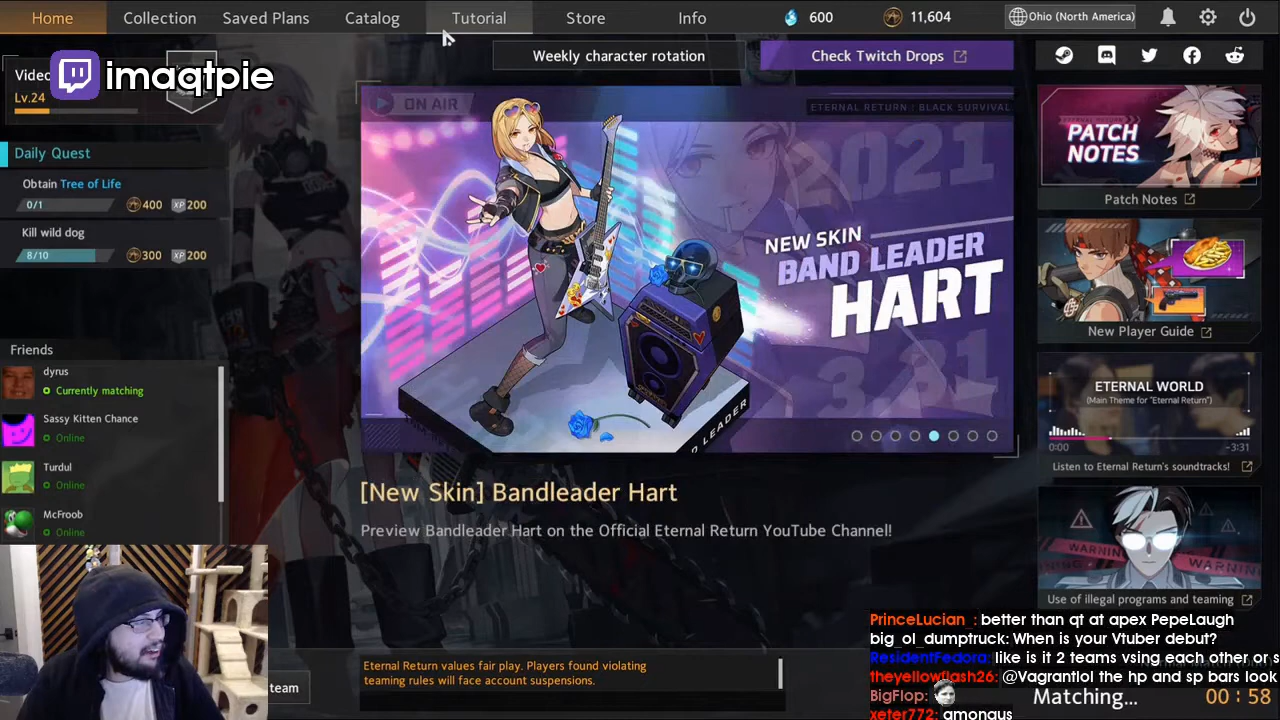 Home Collection Saved Plans Catalog Tutorial Store Info 600 11,604 Ohio (North America)
Weekly character rotation Check Twitch Drops
imaqtpie
Video
Lv.24
ON AIR ETERNAL RETURN : BLACK SURVIVAL
2021
NEW SKIN
BAND LEADER
HART
3.31
LEADER
Daily Quest
Obtain Tree of Life
0/1 400 XP 200
Kill wild dog
8/10 300 XP 200
Friends
dyrus
Currently matching
Sassy Kitten Chance
Online
Turdul
Online
McFroob
Online
[New Skin] Bandleader Hart
Preview Bandleader Hart on the Official Eternal Return YouTube Channel!
PATCH
NOTES
Patch Notes
New Player Guide
ETERNAL WORLD
(Main Theme for "Eternal Return")
0:00 -3:31
Listen to Eternal Return's soundtracks!
WARNING
Use of illegal programs and teaming
team
Eternal Return values fair play. Players found violating
teaming rules will face account suspensions.
PrinceLucian_: better than qt at apex PepeLaugh
big_ol_dumptruck: When is your Vtuber debut?
ResidentFedora: like is it 2 teams vsing each other or s
theyellowflash26: @Vagrantiol the hp and sp bars look
BigFlop:
xeter772: amongus
Matching... 00 : 58